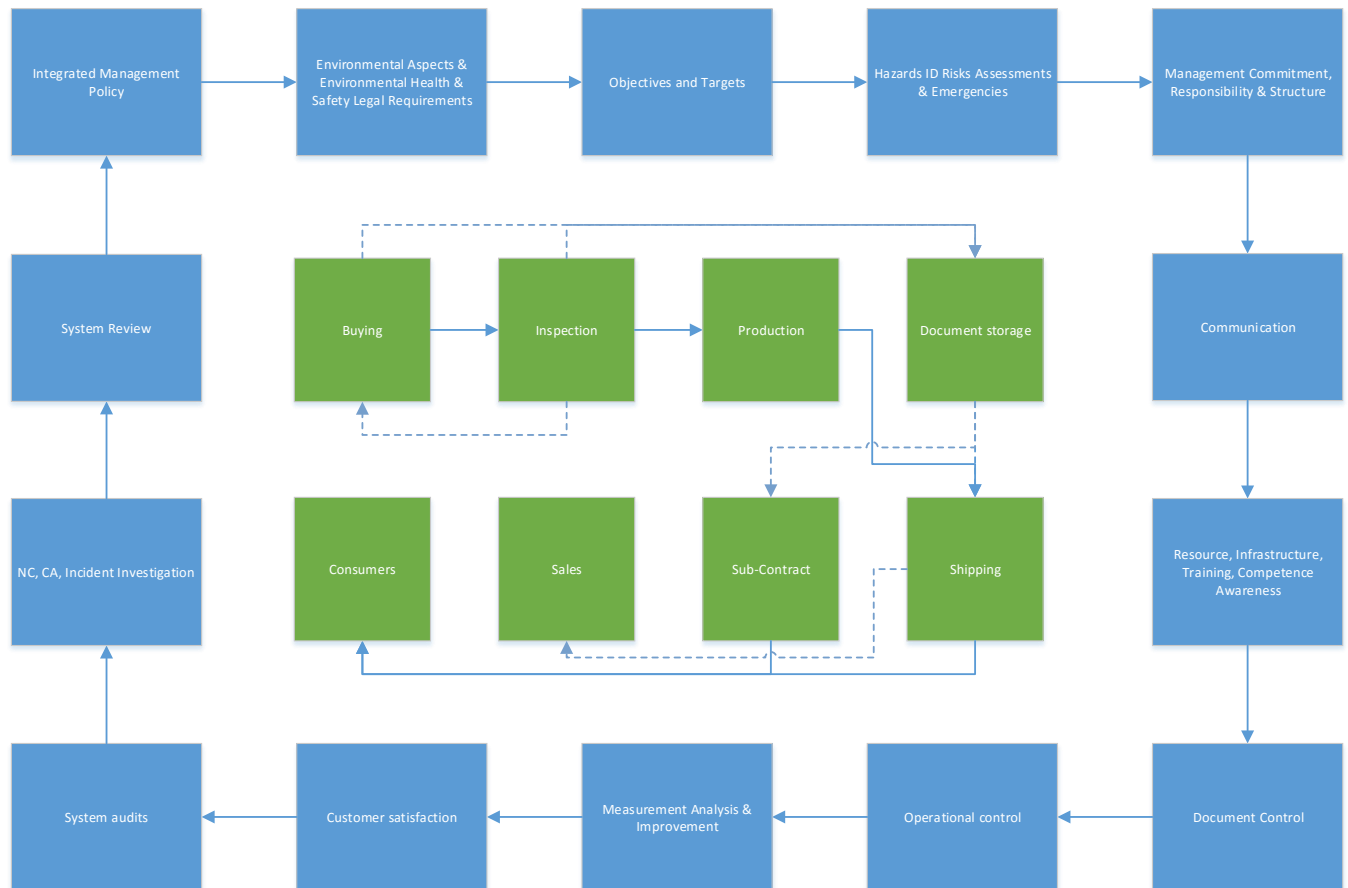 Integrated Management
Policy
Environmental Aspects &
Environmental Health &
Safety Legal Requirements
Objectives and Targets
Hazards ID Risks Assessments
& Emergencies
Management Commitment,
Responsibility & Structure
System Review
Buying
Inspection
Production
Document storage
Communication
NC, CA, Incident Investigation
Consumers
Sales
Sub-Contract
Shipping
Resource, Infrastructure,
Training, Competence
Awareness
System audits
Customer satisfaction
Measurement Analysis &
Improvement
Operational control
Document Control